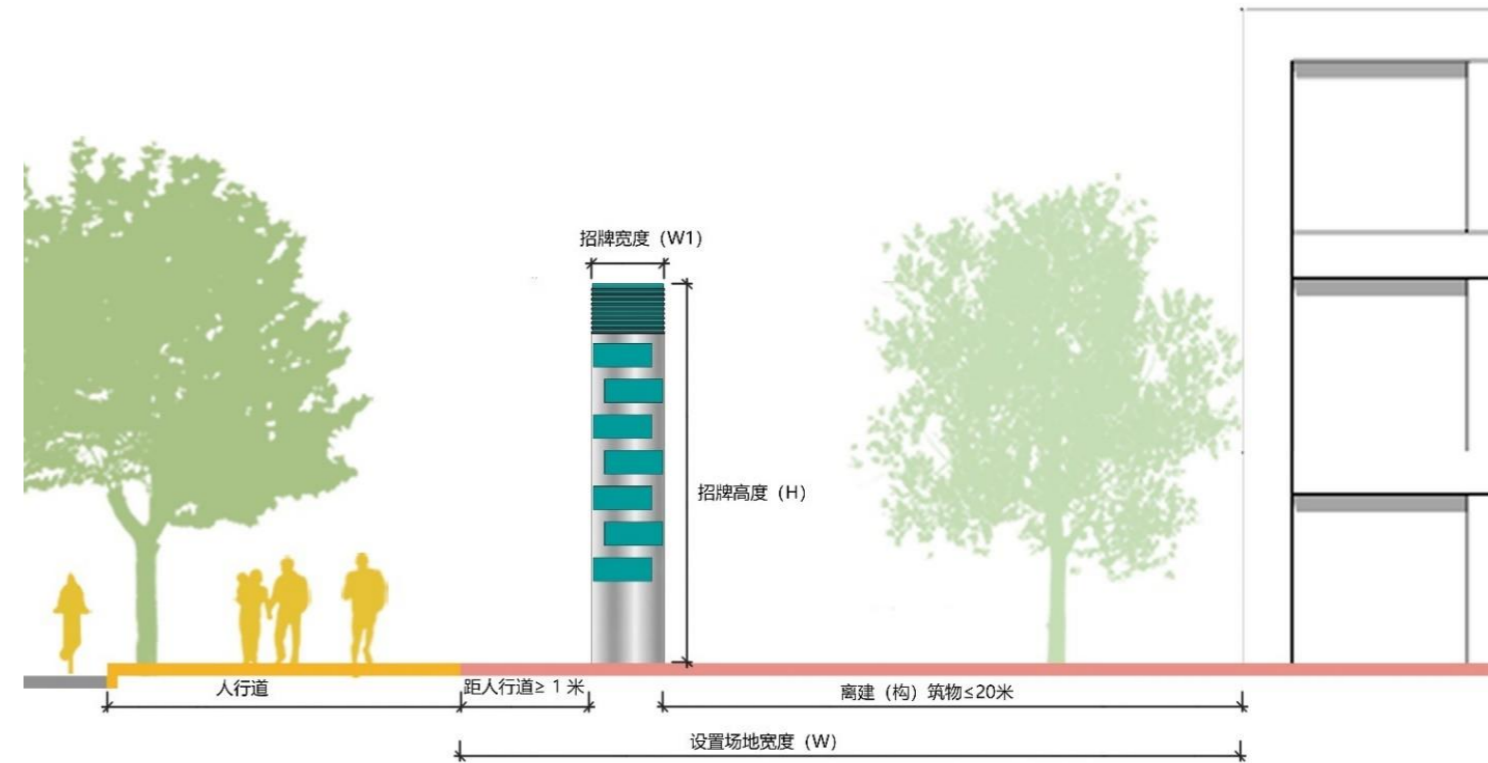 招牌宽度（W1）
招牌高度（H）
人行道
距人行道≥ 1 米
离建（构）筑物≤20米
设置场地宽度（W）